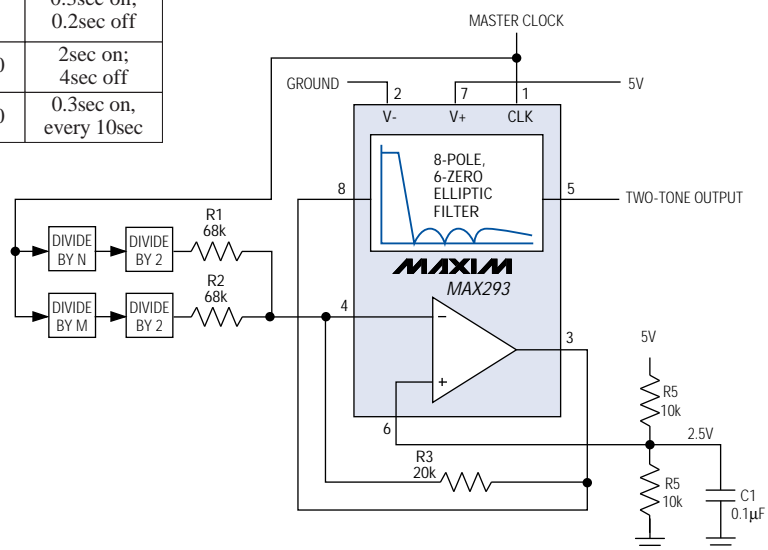 0.2sec off
0
2sec on;
4sec off
0
0.3sec on,
every 10sec
MASTER CLOCK
GROUND
5V
2
7
1
V-
V+
CLK
8-POLE,
6-ZERO
ELLIPTIC
FILTER
8
5
TWO-TONE OUTPUT
MAXIM
MAX293
R1
68k
DIVIDE
BY N
DIVIDE
BY 2
R2
68k
DIVIDE
BY M
DIVIDE
BY 2
4
−
3
+
6
5V
R5
10k
2.5V
R3
20k
R5
10k
C1
0.1µF